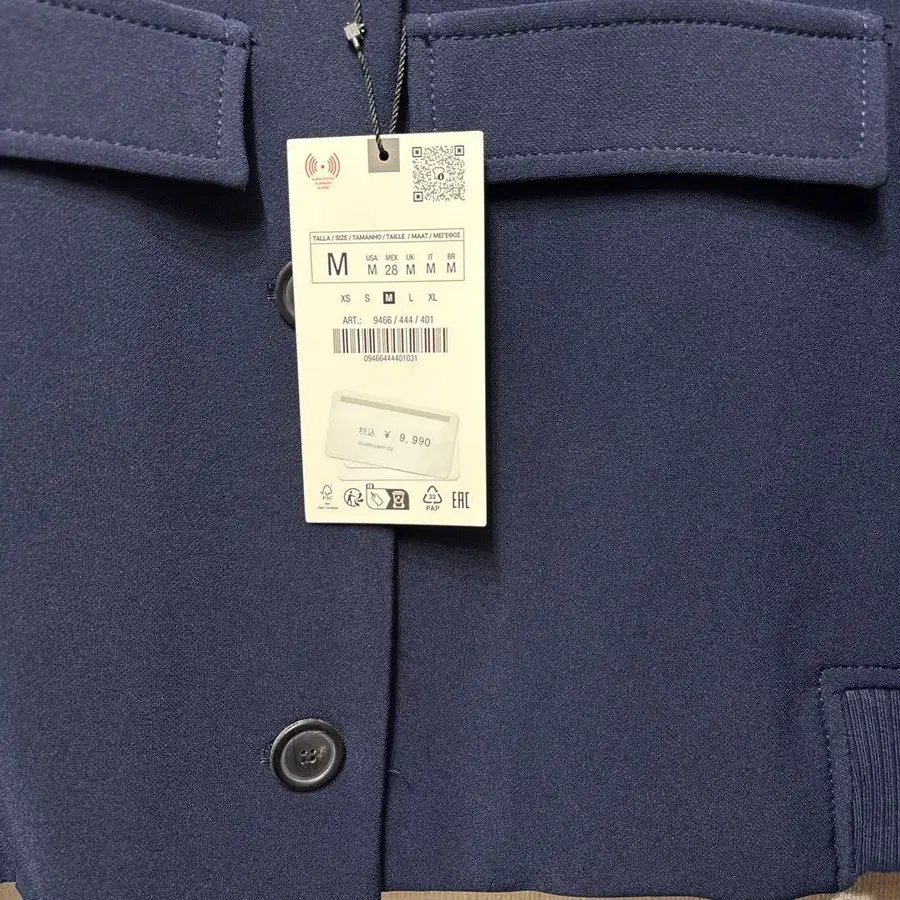 TALLA / SIZE / TAMANHO / TAILLE / MAAT / ΜΕΓΕΘΟΣ
M
USA MEX UK IT BR
M 28 M M M
XS S M L XL
ART.: 9466 / 444 / 401
09466444401031
税込 ¥ 9,990
FSC
22
PAP
EAC